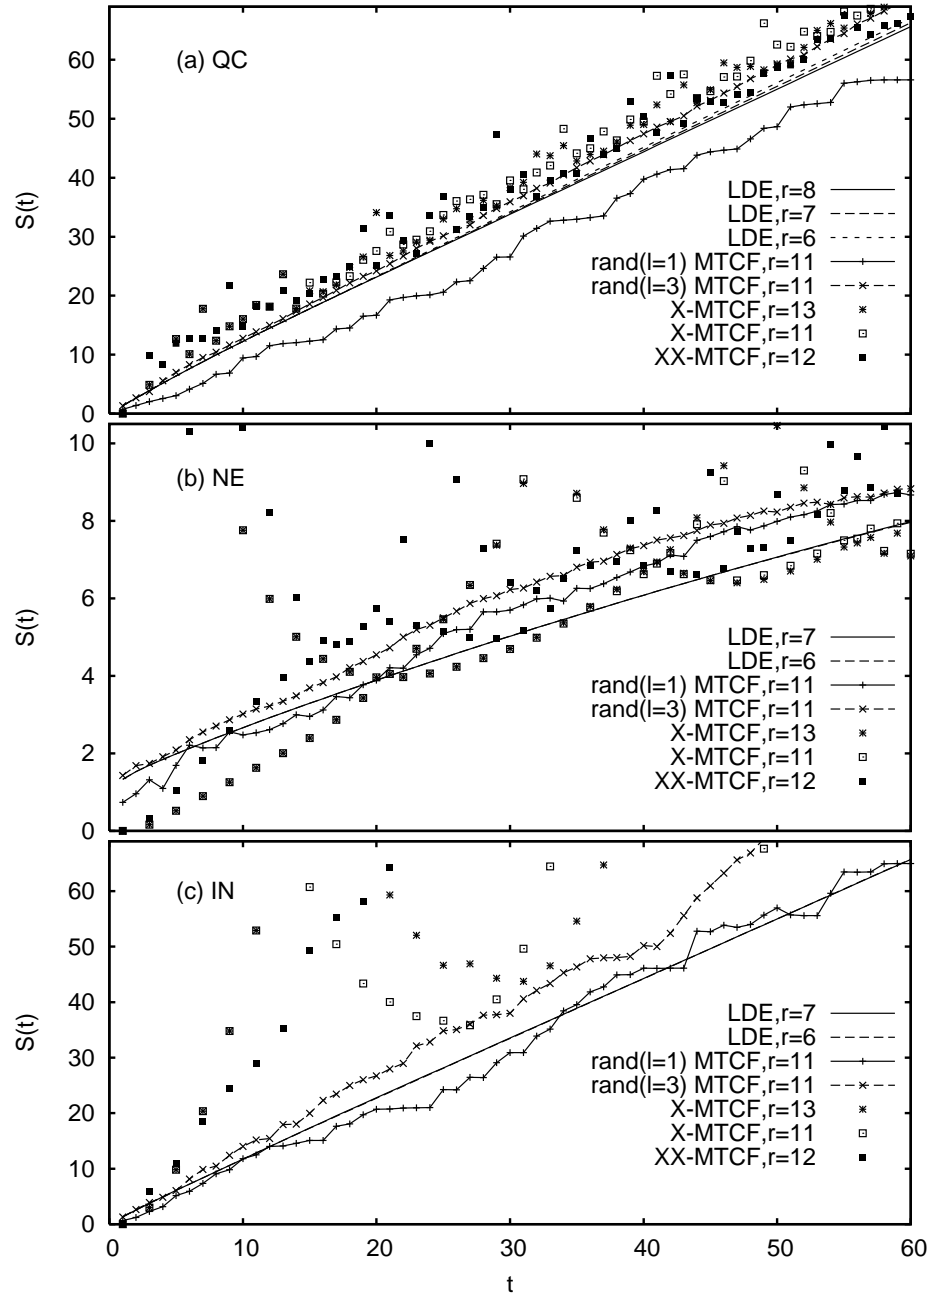 60
50
40
30
20
10
0
S(t)
(a) QC
LDE,r=8
LDE,r=7
LDE,r=6
rand(l=1) MTCF,r=11
rand(l=3) MTCF,r=11
X-MTCF,r=13
X-MTCF,r=11
XX-MTCF,r=12
10
8
6
4
2
0
S(t)
(b) NE
LDE,r=7
LDE,r=6
rand(l=1) MTCF,r=11
rand(l=3) MTCF,r=11
X-MTCF,r=13
X-MTCF,r=11
XX-MTCF,r=12
60
50
40
30
20
10
0
S(t)
(c) IN
LDE,r=7
LDE,r=6
rand(l=1) MTCF,r=11
rand(l=3) MTCF,r=11
X-MTCF,r=13
X-MTCF,r=11
XX-MTCF,r=12
0 10 20 30 40 50 60
t